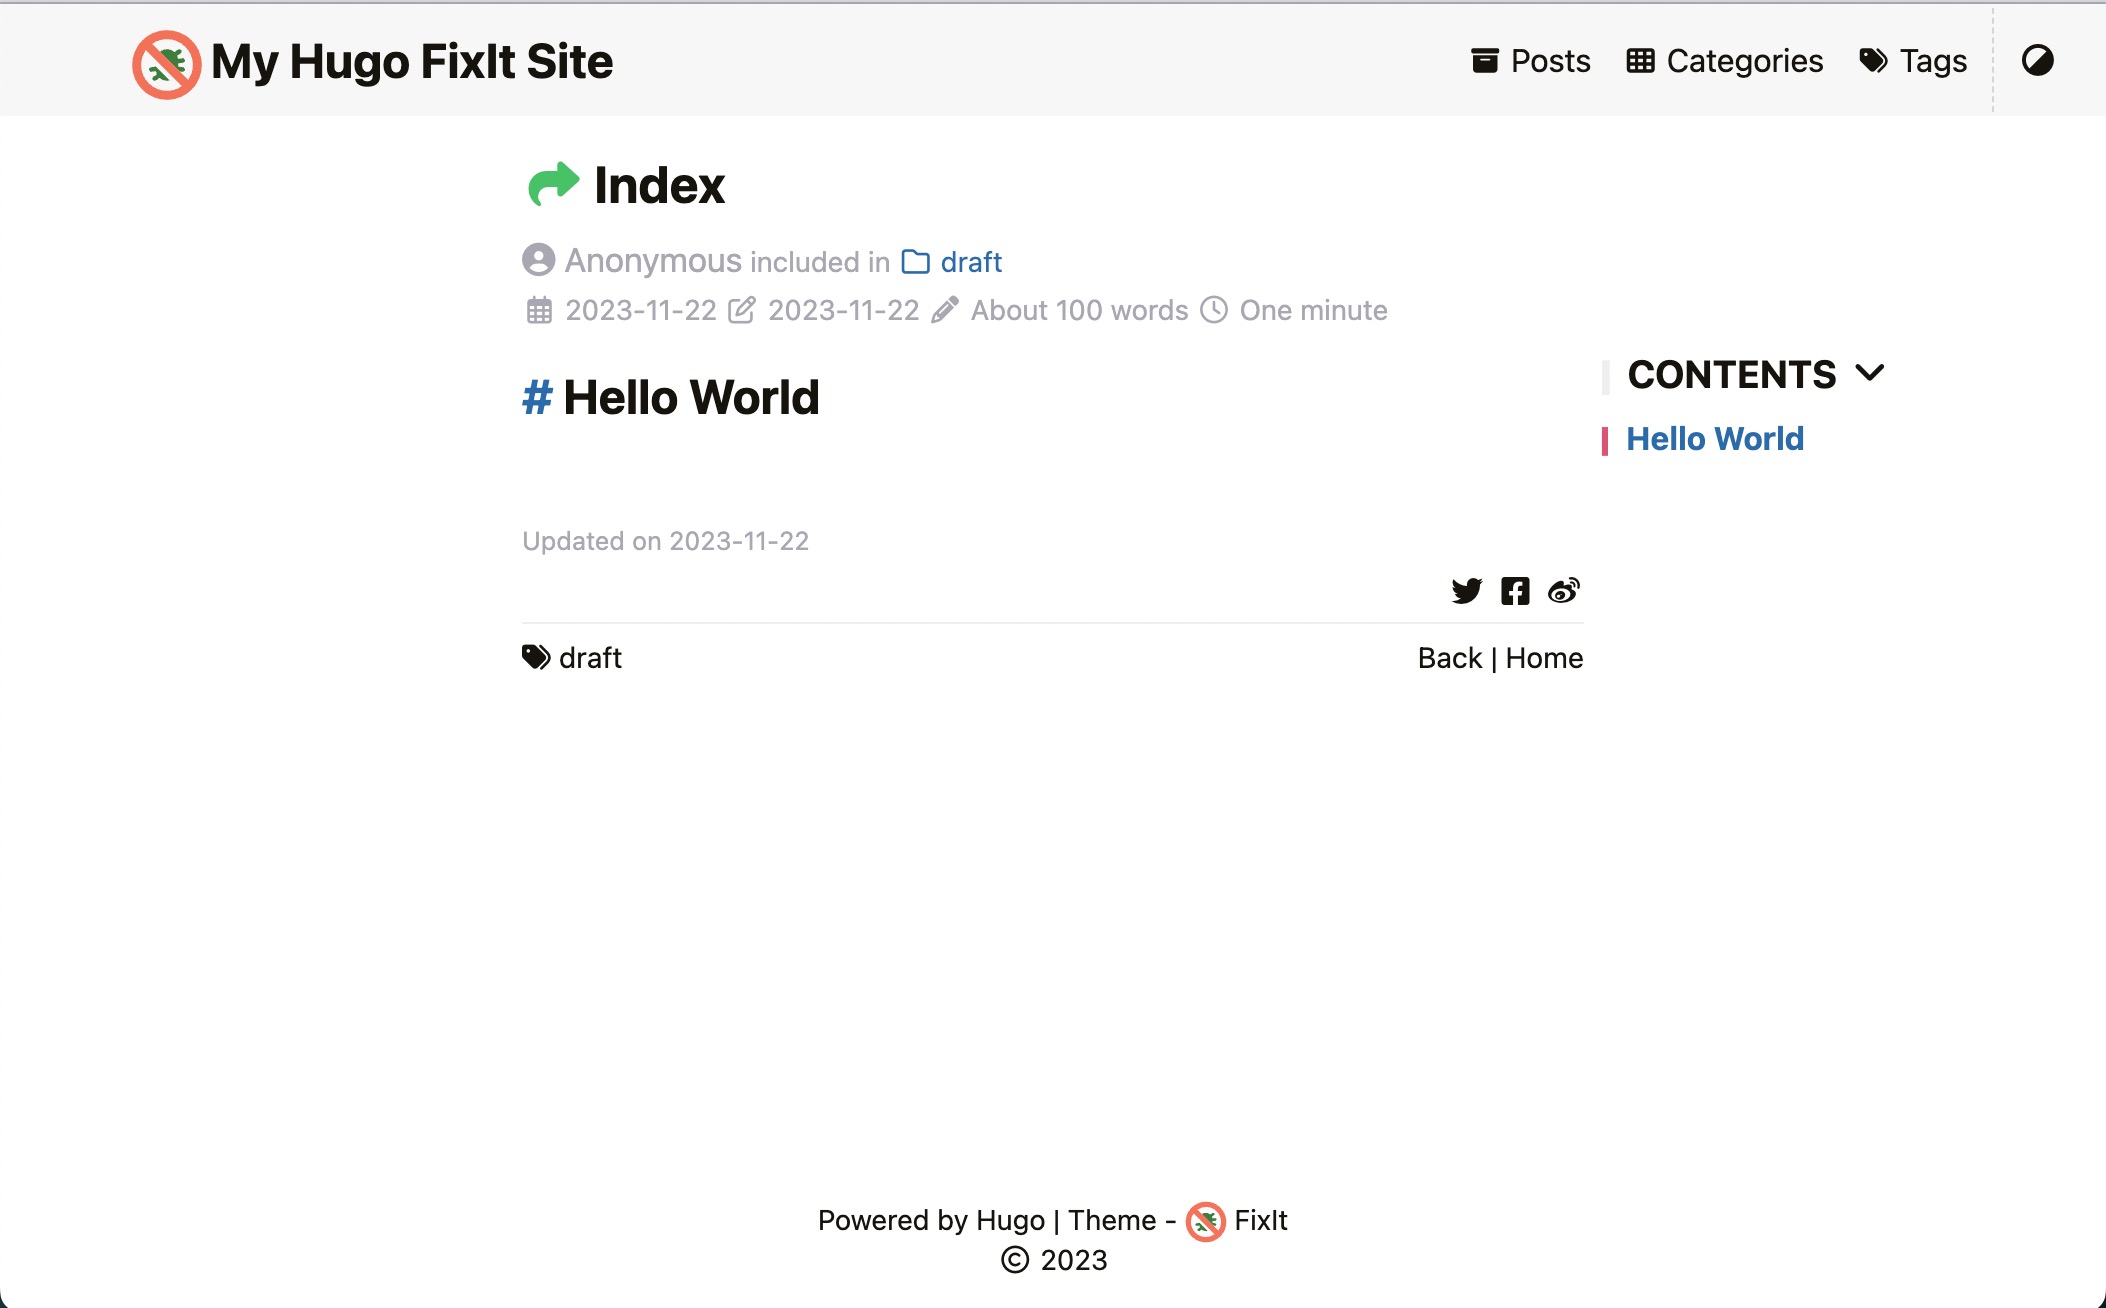 My Hugo FixIt Site
Posts Categories Tags
Index
Anonymous included in draft
2023-11-22 2023-11-22 About 100 words One minute
# Hello World
CONTENTS
Hello World
Updated on 2023-11-22
draft
Back | Home
Powered by Hugo | Theme - FixIt
© 2023